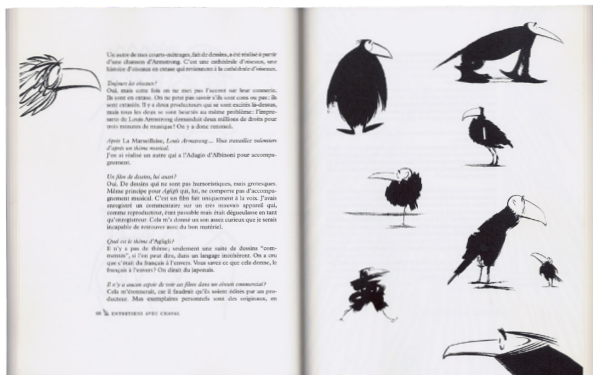 Un autre de mes courts-métrages, fait de dessins, a été réalisé à partir
d'une chanson d'Armstrong. C'est une cathédrale d'oiseaux, une
histoire d'oiseaux en extase qui reviennent à la cathédrale d'oiseaux.
Toujours les oiseaux?
Oui, mais cette fois on ne met pas l'accent sur leur connerie.
Ils sont en extase. On ne peut pas savoir s'ils sont cons ou pas : ils
sont extasiés. Il y a deux producteurs qui se sont excités là-dessus,
mais tous les deux se sont heurtés au même problème : l'impre-
sario de Louis Armstrong demandait deux millions de droits pour
trois minutes de musique! On y a donc renoncé.
Après La Marseillaise, Louis Armstrong... Vous travaillez volontiers
d'après un thème musical.
J'en ai réalisé un autre qui a l'Adagio d'Albinoni pour accompa-
gnement.
Un film de dessins, lui aussi?
Oui. De dessins qui ne sont pas humoristiques, mais grotesques.
Même principe pour Agägli qui, lui, ne comporte pas d'accompa-
gnement musical. C'est un film fait uniquement à la voix. J'avais
enregistré un commentaire sur un très mauvais appareil qui,
comme reproducteur, était passable mais était dégueulasse en tant
qu'enregistreur. Cela m'a donné un son assez curieux que je serais
incapable de retrouver avec du bon matériel.
Quel est le thème d'Agägli?
Il n'y a pas de thème; seulement une suite de dessins "com-
mentés", si l'on peut dire, dans un langage incohérent. On a cru
que c'était du français à l'envers. Vous savez ce que cela donne, le
français à l'envers? On dirait du japonais.
Il n'y a aucun espoir de voir ces films dans un circuit commercial?
Cela m'étonnerait, car il faudrait qu'ils soient édités par un pro-
ducteur. Mes exemplaires personnels sont des originaux, en
ENTRETIENS AVEC CHAVAL